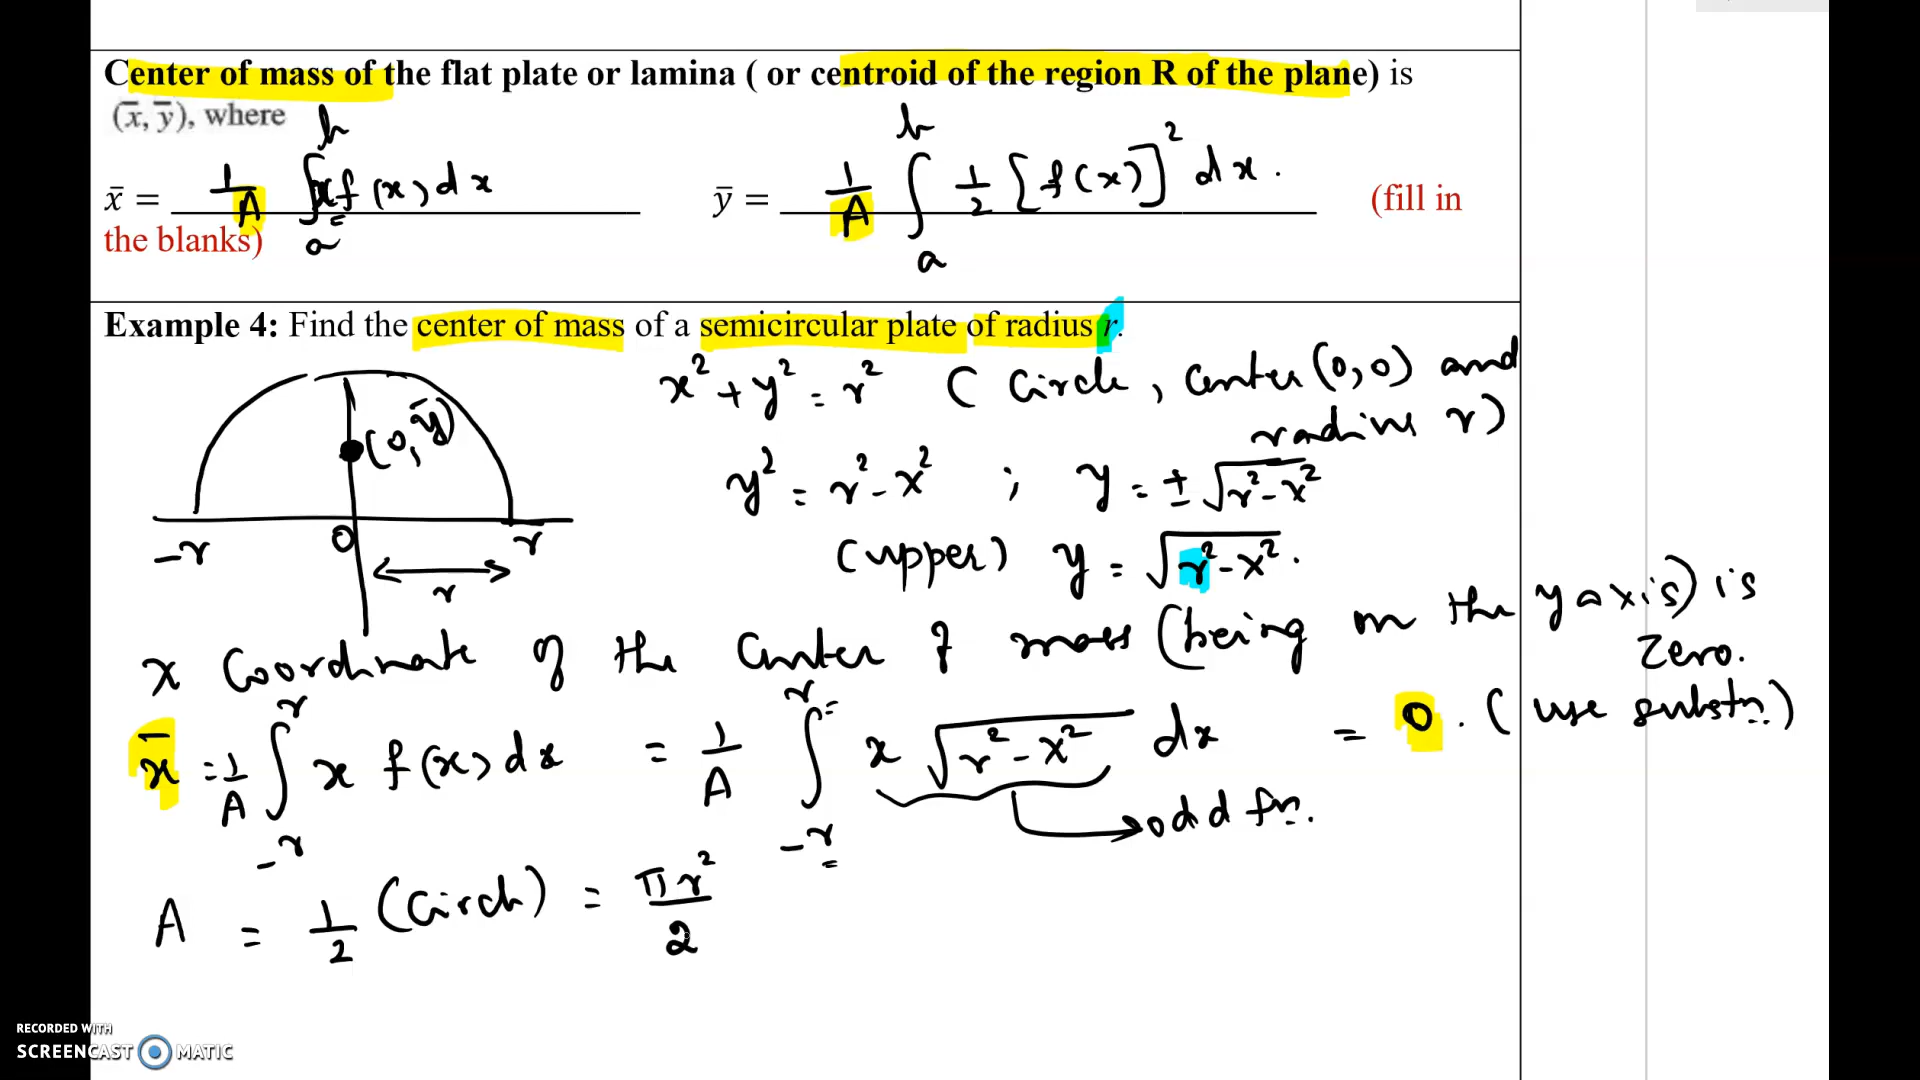 Center of mass of the flat plate or lamina ( or centroid of the region R of the plane) is
(x̄, ȳ), where
x̄ = 1/A ∫_a^b x f(x) dx ȳ = 1/A ∫_a^b 1/2 [f(x)]² dx. (fill in
the blanks)
Example 4: Find the center of mass of a semicircular plate of radius r.
x² + y² = r² ( Circle, Center (0,0) and
radius r)
(0, ȳ)
y² = r² - x² ; y = ± √(r² - x²)
-r 0 r
r
(upper) y = √(r² - x²).
x Coordinate of the Center of mass (being on the y axis) is
zero.
x̄ = 1/A ∫_{-r}^{r} x f(x) dx = 1/A ∫_{-r}^{r} x √(r² - x²) dx = 0. (use substn.)
odd fn.
A = 1/2 (Circle) = πr²/2
RECORDED WITH
SCREENCAST MATIC